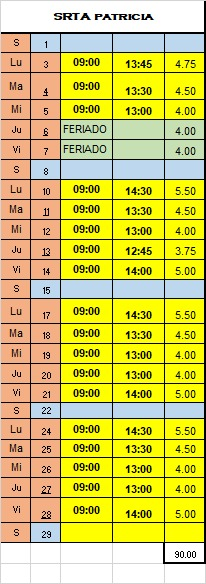 SRTA PATRICIA
S 1
Lu 3 09:00 13:45 4.75
Ma 4 09:00 13:30 4.50
Mi 5 09:00 13:00 4.00
Ju 6 FERIADO 4.00
Vi 7 FERIADO 4.00
S 8
Lu 10 09:00 14:30 5.50
Ma 11 09:00 13:30 4.50
Mi 12 09:00 13:00 4.00
Ju 13 09:00 12:45 3.75
Vi 14 09:00 14:00 5.00
S 15
Lu 17 09:00 14:30 5.50
Ma 18 09:00 13:30 4.50
Mi 19 09:00 13:00 4.00
Ju 20 09:00 13:00 4.00
Vi 21 09:00 14:00 5.00
S 22
Lu 24 09:00 14:30 5.50
Ma 25 09:00 13:30 4.50
Mi 26 09:00 13:00 4.00
Ju 27 09:00 13:00 4.00
Vi 28 09:00 14:00 5.00
S 29
90.00